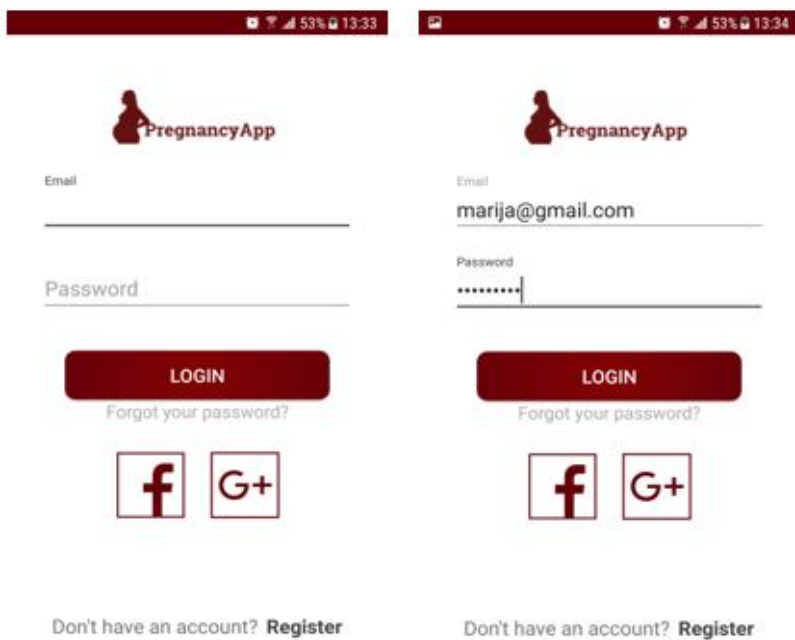 53% 13:33
PregnancyApp
Email
Password
LOGIN
Forgot your password?
f G+
Don't have an account? Register
53% 13:34
PregnancyApp
Email
marija@gmail.com
Password
•••••••••
LOGIN
Forgot your password?
f G+
Don't have an account? Register